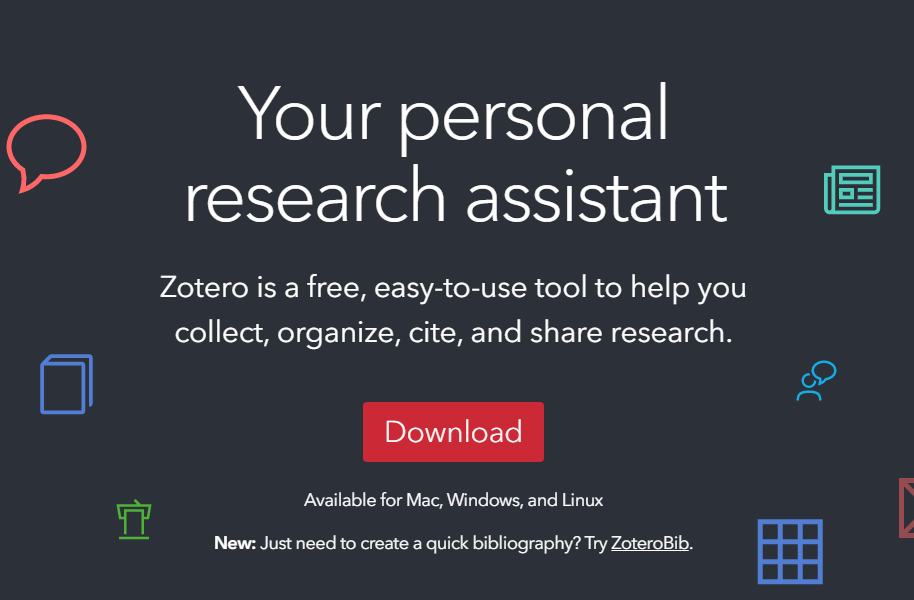 Your personal
research assistant
Zotero is a free, easy-to-use tool to help you
collect, organize, cite, and share research.
Download
Available for Mac, Windows, and Linux
New: Just need to create a quick bibliography? Try ZoteroBib.